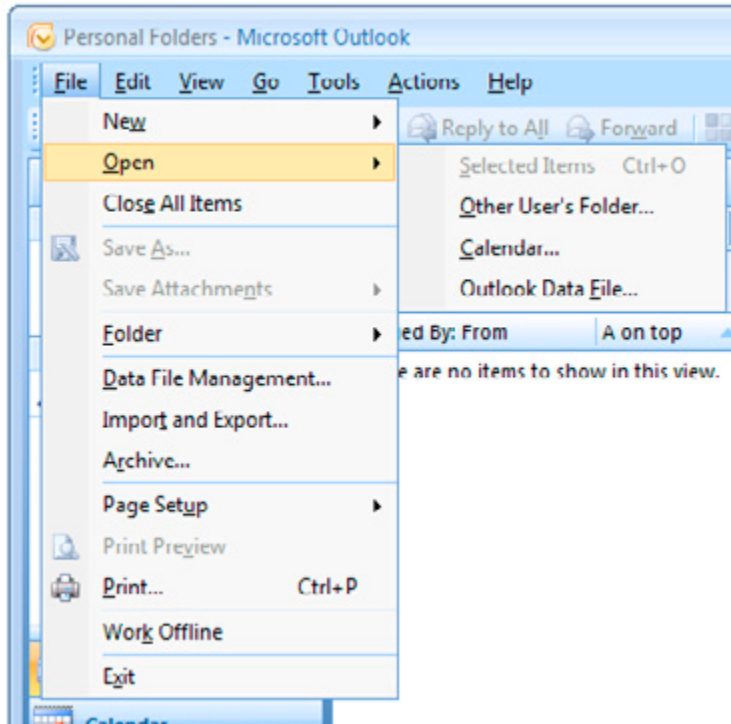 Personal Folders - Microsoft Outlook
File Edit View Go Tools Actions Help
New
Reply to All Forward
Open
Selected Items Ctrl+O
Close All Items
Other User's Folder...
Save As...
Calendar...
Save Attachments
Outlook Data File...
Folder
ed By: From A on top
Data File Management...
e are no items to show in this view.
Import and Export...
Archive...
Page Setup
Print Preview
Print... Ctrl+P
Work Offline
Exit
Calendar